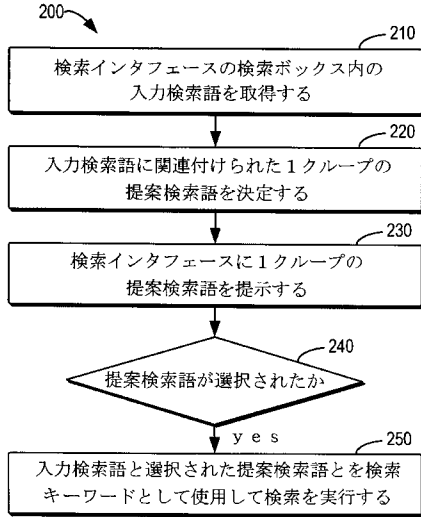 200
210
検索インタフェースの検索ボックス内の
入力検索語を取得する
220
入力検索語に関連付けられた1クループの
提案検索語を決定する
230
検索インタフェースに1クループの
提案検索語を提示する
240
提案検索語が選択されたか
yes
250
入力検索語と選択された提案検索語とを検索
キーワードとして使用して検索を実行する